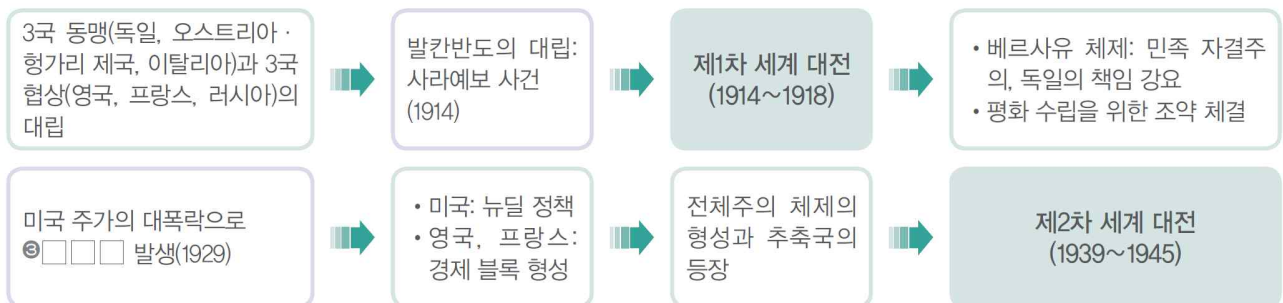 3국 동맹(독일, 오스트리아 ·
헝가리 제국, 이탈리아)과 3국
협상(영국, 프랑스, 러시아)의
대립
발칸반도의 대립:
사라예보 사건
(1914)
제1차 세계 대전
(1914～1918)
• 베르사유 체제: 민족 자결주
의, 독일의 책임 강요
• 평화 수립을 위한 조약 체결
미국 주가의 대폭락으로
❸□□□ 발생(1929)
• 미국: 뉴딜 정책
• 영국, 프랑스:
경제 블록 형성
전체주의 체제의
형성과 추축국의
등장
제2차 세계 대전
(1939～1945)